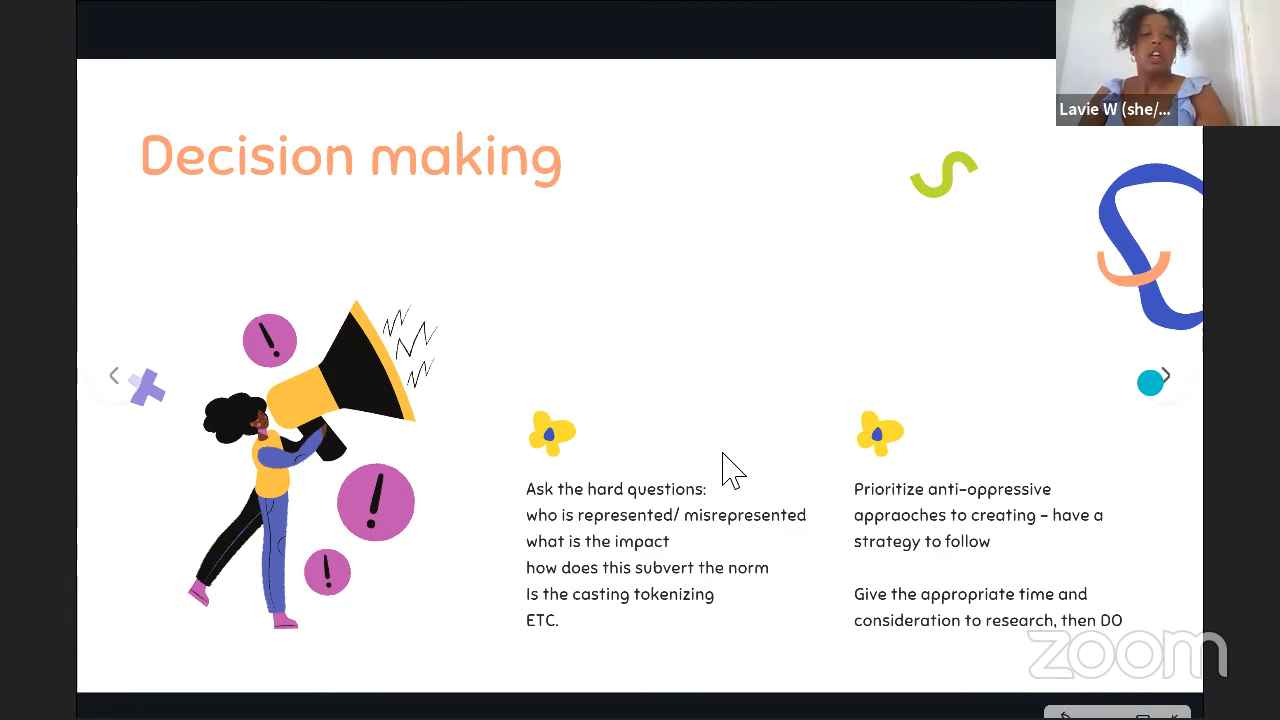 Lavie W (she/...
Decision making
Ask the hard questions:
who is represented/ misrepresented
what is the impact
how does this subvert the norm
Is the casting tokenizing
ETC.
Prioritize anti-oppressive
appraoches to creating - have a
strategy to follow
Give the appropriate time and
consideration to research, then DO
zoom